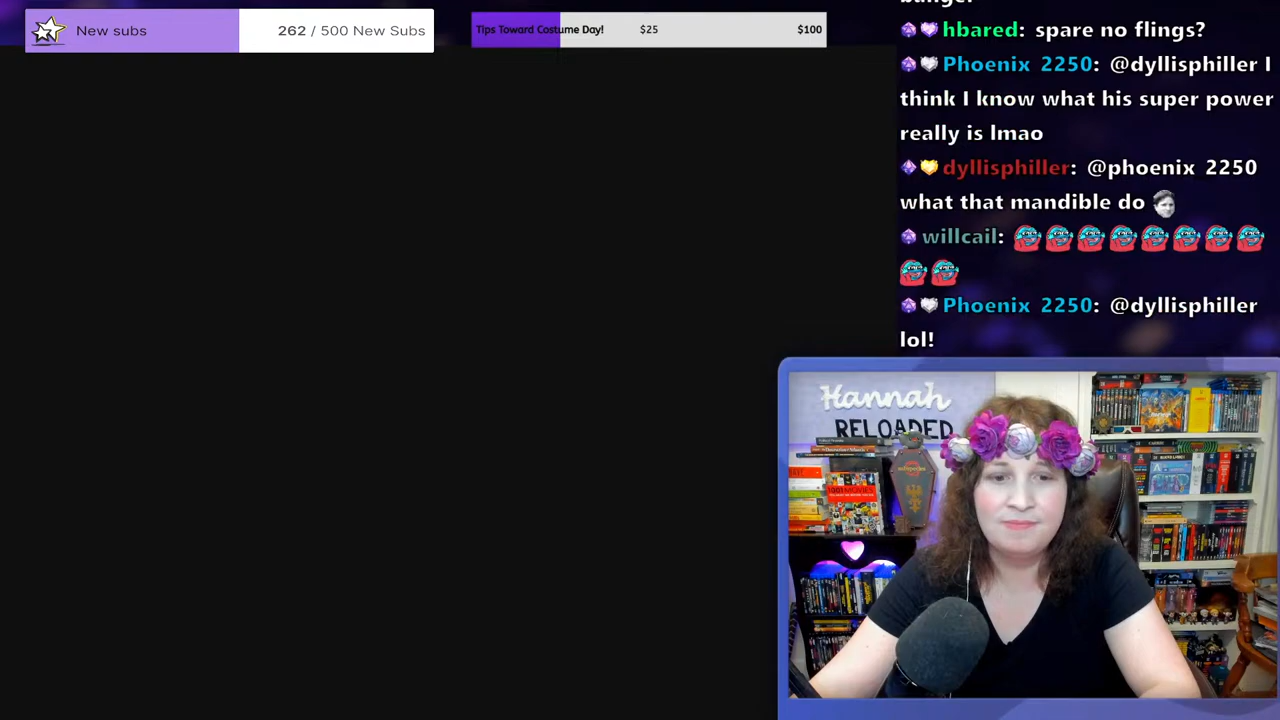 New subs
262 / 500 New Subs
Tips Toward Costume Day!
$25
$100
hbared: spare no flings?
Phoenix 2250: @dyllisphiller I
think I know what his super power
really is lmao
dyllisphiller: @phoenix 2250
what that mandible do
willcail:
Phoenix 2250: @dyllisphiller
lol!
Hannah
RELOADED
1001 MOVIES